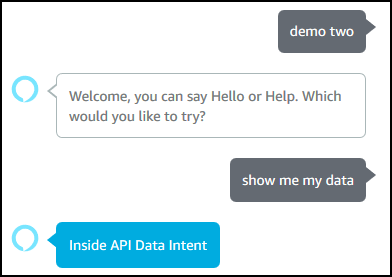 demo two
Welcome, you can say Hello or Help. Which
would you like to try?
show me my data
Inside API Data Intent